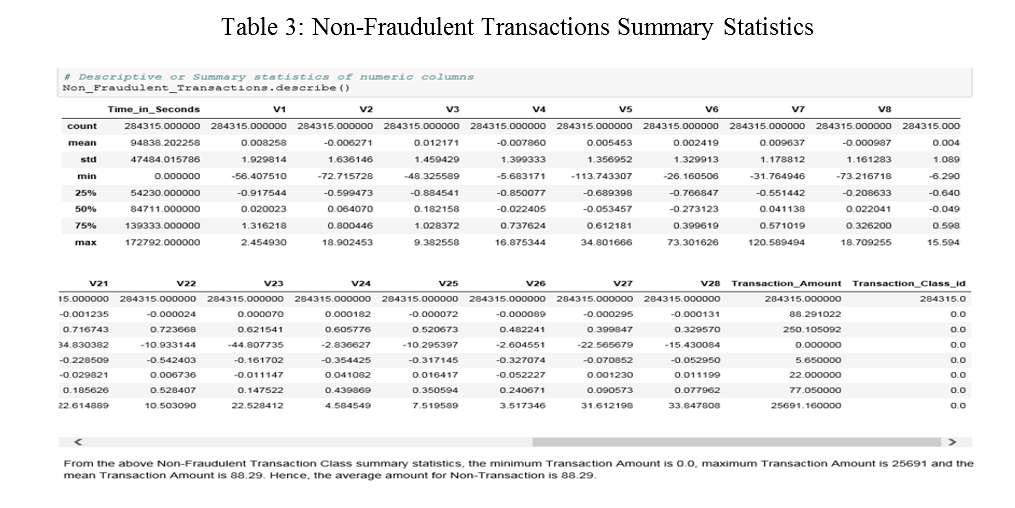 Table 3: Non-Fraudulent Transactions Summary Statistics
# Descriptive or Summary statistics of numeric columns
Non_Fraudulent_Transactions.describe()
Time_in_Seconds V1 V2 V3 V4 V5 V6 V7 V8
count 284315.000000 284315.000000 284315.000000 284315.000000 284315.000000 284315.000000 284315.000000 284315.000000 284315.000000 284315.000
mean 94838.202258 0.008258 -0.006271 0.012171 -0.007860 0.005453 0.002419 0.009637 -0.000987 0.004
std 47484.015786 1.929814 1.636146 1.459429 1.399333 1.356952 1.329913 1.178812 1.161283 1.089
min 0.000000 -56.407510 -72.715728 -48.325589 -5.683171 -113.743307 -26.160506 -31.764946 -73.216718 -6.290
25% 54230.000000 -0.917544 -0.599473 -0.884541 -0.850077 -0.689398 -0.766847 -0.551442 -0.208633 -0.640
50% 84711.000000 0.020023 0.064070 0.182158 -0.022405 -0.053457 -0.273123 0.041138 0.022041 -0.049
75% 139333.000000 1.316218 0.800446 1.028372 0.737624 0.612181 0.399619 0.571019 0.326200 0.598
max 172792.000000 2.454930 18.902453 9.382558 16.875344 34.801666 73.301626 120.589494 18.709255 15.594
V21 V22 V23 V24 V25 V26 V27 V28 Transaction_Amount Transaction_Class_id
15.000000 284315.000000 284315.000000 284315.000000 284315.000000 284315.000000 284315.000000 284315.000000 284315.000000 284315.0
-0.001235 -0.000024 0.000070 0.000182 -0.000072 -0.000089 -0.000295 -0.000131 88.291022 0.0
0.716743 0.723668 0.621541 0.605776 0.520673 0.482241 0.399847 0.329570 250.105092 0.0
34.830382 -10.933144 -44.807735 -2.836627 -10.295397 -2.604551 -22.565679 -15.430084 0.000000 0.0
-0.228509 -0.542403 -0.161702 -0.354425 -0.317145 -0.327074 -0.070852 -0.052950 5.650000 0.0
-0.029821 0.006736 -0.011147 0.041082 0.016417 -0.052227 0.001230 0.011199 22.000000 0.0
0.185626 0.528407 0.147522 0.439869 0.350594 0.240671 0.090573 0.077962 77.050000 0.0
22.614889 10.503090 22.528412 4.584549 7.519589 3.517346 31.612198 33.847808 25691.160000 0.0
From the above Non-Fraudulent Transaction Class summary statistics, the minimum Transaction Amount is 0.0, maximum Transaction Amount is 25691 and the
mean Transaction Amount is 88.29. Hence, the average amount for Non-Transaction is 88.29.